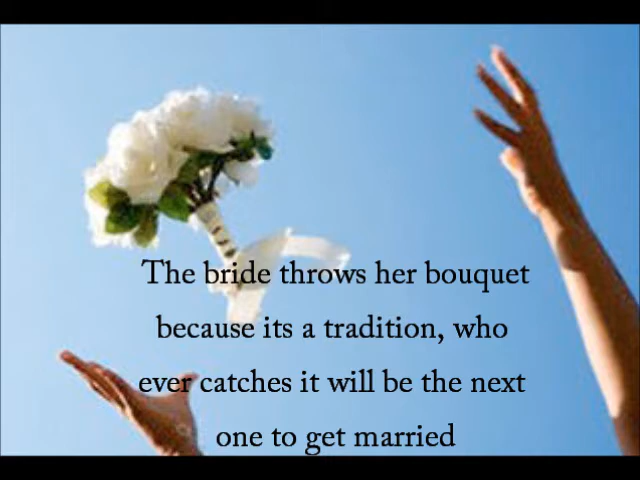 The bride throws her bouquet
because its a tradition, who
ever catches it will be the next
one to get married